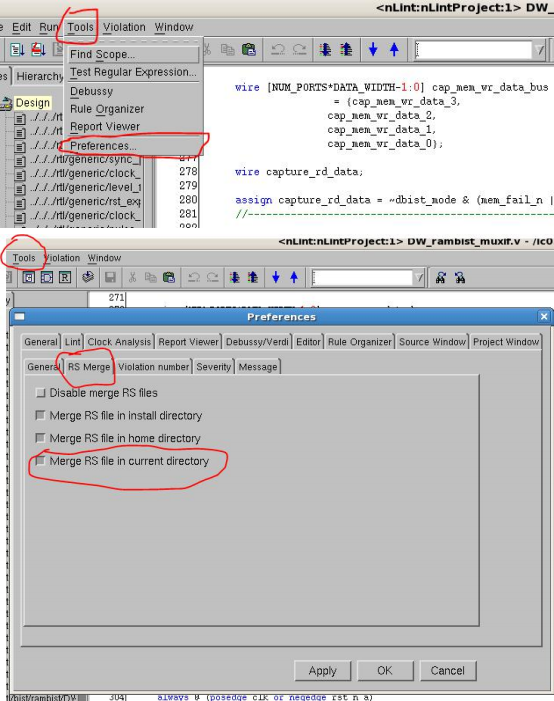 <nLint:nLintProject:1> DW_
e Edit Run Tools Violation Window
Find Scope...
Test Regular Expression...
Debussy
Rule Organizer
Report Viewer
Preferences...
es Hierarchy
Design
../../../rtl/generic/sync_
../../../rtl/generic/clock_
../../../rtl/generic/level_t
../../../rtl/generic/rst_exq
../../../rtl/generic/clock_
wire [NUM_PORTS*DATA_WIDTH-1:0] cap_mem_wr_data_bus
= {cap_mem_wr_data_3,
cap_mem_wr_data_2,
cap_mem_wr_data_1,
cap_mem_wr_data_0};
277
278 wire capture_rd_data;
279
280 assign capture_rd_data = ~dbist_mode & (mem_fail_n |
281 //--------------------------------------------------
282
<nLint:nLintProject:1> DW_rambist_muxif.v - /ic0
Tools Violation Window
271
Preferences
General Lint Clock Analysis Report Viewer Debussy/Verdi Editor Rule Organizer Source Window Project Window
General RS Merge Violation number Severity Message
Disable merge RS files
Merge RS file in install directory
Merge RS file in home directory
Merge RS file in current directory
Apply OK Cancel
/bist/rambist/DW
304 always @ (posedge clk or negedge rst_n_a)